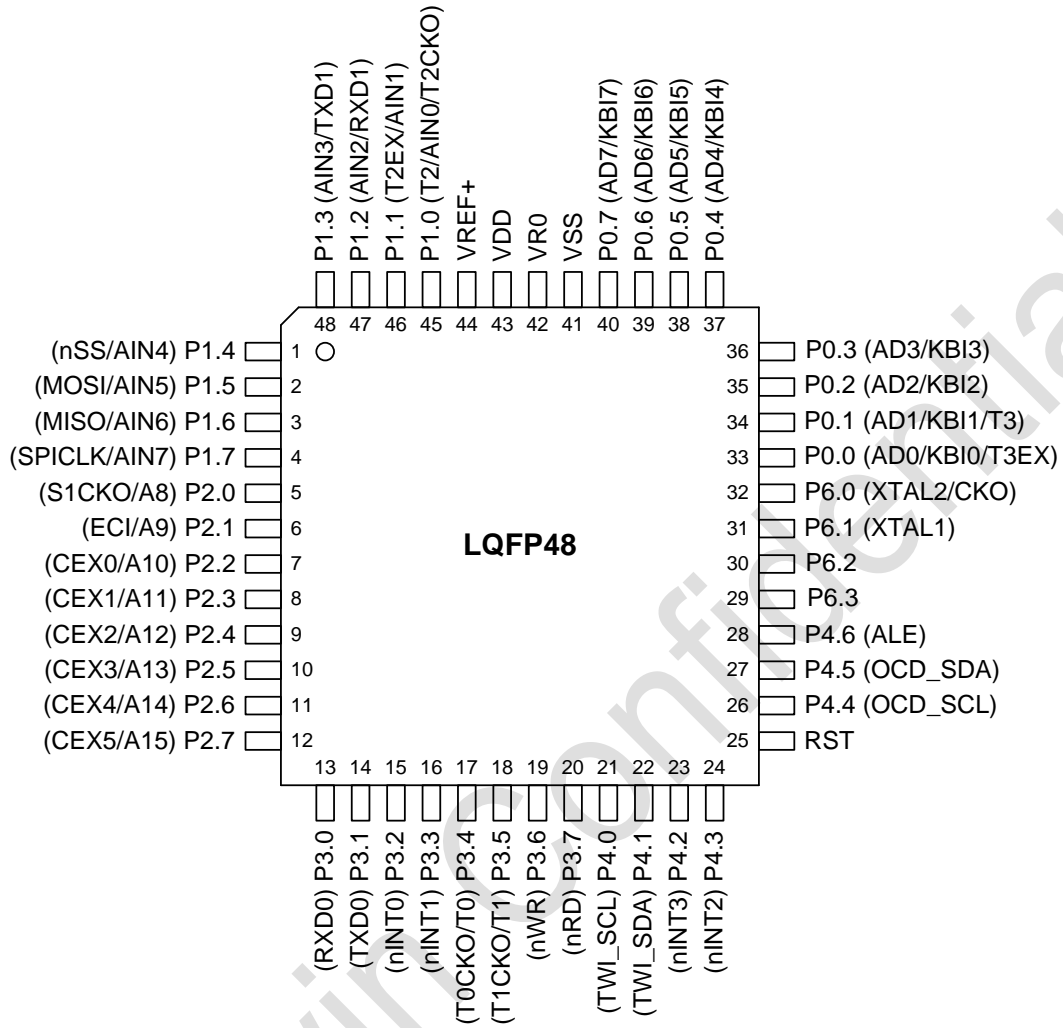 P1.3 (AIN3/TXD1)
P1.2 (AIN2/RXD1)
P1.1 (T2EX/AIN1)
P1.0 (T2/AIN0/T2CKO)
VREF+
VDD
VR0
VSS
P0.7 (AD7/KBI7)
P0.6 (AD6/KBI6)
P0.5 (AD5/KBI5)
P0.4 (AD4/KBI4)
48 47 46 45 44 43 42 41 40 39 38 37
(nSS/AIN4) P1.4 1
(MOSI/AIN5) P1.5 2
(MISO/AIN6) P1.6 3
(SPICLK/AIN7) P1.7 4
(S1CKO/A8) P2.0 5
(ECI/A9) P2.1 6
(CEX0/A10) P2.2 7
(CEX1/A11) P2.3 8
(CEX2/A12) P2.4 9
(CEX3/A13) P2.5 10
(CEX4/A14) P2.6 11
(CEX5/A15) P2.7 12
LQFP48
36 P0.3 (AD3/KBI3)
35 P0.2 (AD2/KBI2)
34 P0.1 (AD1/KBI1/T3)
33 P0.0 (AD0/KBI0/T3EX)
32 P6.0 (XTAL2/CKO)
31 P6.1 (XTAL1)
30 P6.2
29 P6.3
28 P4.6 (ALE)
27 P4.5 (OCD_SDA)
26 P4.4 (OCD_SCL)
25 RST
13 14 15 16 17 18 19 20 21 22 23 24
(RXD0) P3.0
(TXD0) P3.1
(nINT0) P3.2
(nINT1) P3.3
(T0CKO/T0) P3.4
(T1CKO/T1) P3.5
(nWR) P3.6
(nRD) P3.7
(TWI_SCL) P4.0
(TWI_SDA) P4.1
(nINT3) P4.2
(nINT2) P4.3
Confidential